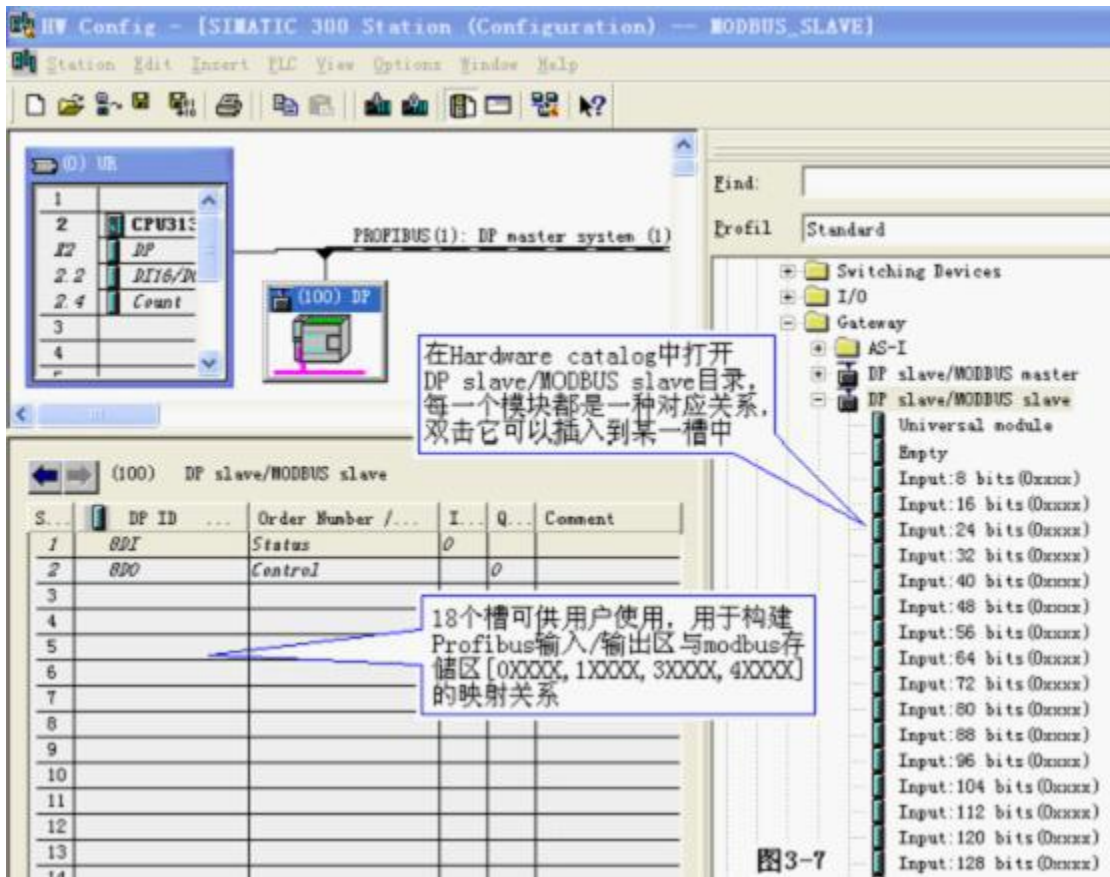 HW Config - [SIMATIC 300 Station (Configuration) -- MODBUS_SLAVE]
Station Edit Insert PLC View Options Window Help
(0) UR
1
2 CPU313
X2 DP
2.2 DI16/DO
2.4 Count
3
4
PROFIBUS(1): DP master system (1)
(100) DP
在Hardware catalog中打开
DP slave/MODBUS slave目录,
每一个模块都是一种对应关系,
双击它可以插入到某一槽中
Find:
Profil Standard
Switching Devices
I/O
Gateway
AS-I
DP slave/MODBUS master
DP slave/MODBUS slave
Universal module
Empty
Input:8 bits(0xxxx)
Input:16 bits(0xxxx)
Input:24 bits(0xxxx)
Input:32 bits(0xxxx)
Input:40 bits(0xxxx)
Input:48 bits(0xxxx)
Input:56 bits(0xxxx)
Input:64 bits(0xxxx)
Input:72 bits(0xxxx)
Input:80 bits(0xxxx)
Input:88 bits(0xxxx)
Input:96 bits(0xxxx)
Input:104 bits(0xxxx)
Input:112 bits(0xxxx)
Input:120 bits(0xxxx)
Input:128 bits(0xxxx)
(100) DP slave/MODBUS slave
S... DP ID ... Order Number /... I... Q... Comment
1 8DI Status 0
2 8DO Control 0
3
4
5
6
7
8
9
10
11
12
13
14
18个槽可供用户使用, 用于构建
Profibus输入/输出区与modbus存
储区[0XXXX,1XXXX,3XXXX,4XXXX]
的映射关系
图3-7